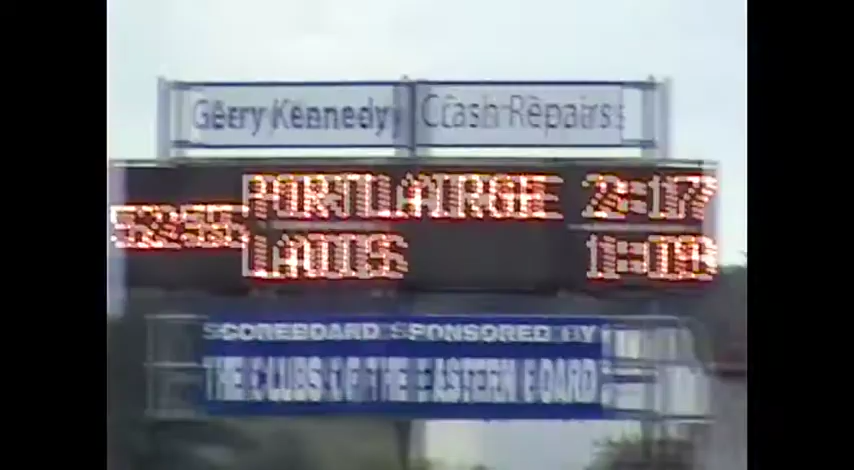 Gerry Kennedy Crash Repairs
PORTLAIRGE 2:17
52:55
LAOIS 1:09
SCOREBOARD SPONSORED BY
THE CLUBS OF THE EASTERN BOARD